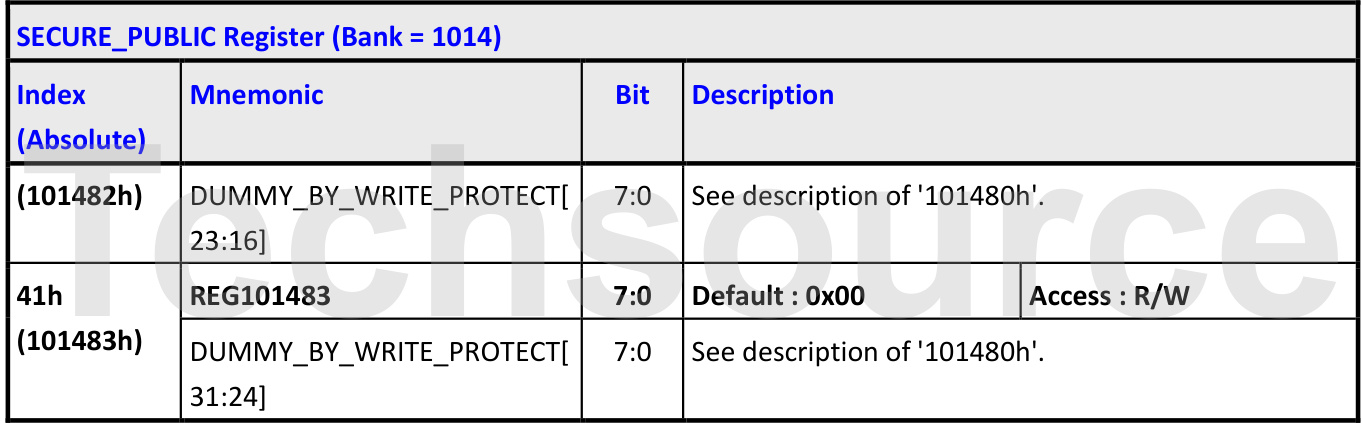 SECURE_PUBLIC Register (Bank = 1014)
Index (Absolute) Mnemonic Bit Description
(101482h) DUMMY_BY_WRITE_PROTECT[ 7:0 See description of '101480h'.
23:16]
41h REG101483 7:0 Default : 0x00 Access : R/W
(101483h) DUMMY_BY_WRITE_PROTECT[ 7:0 See description of '101480h'.
31:24]
Techsource